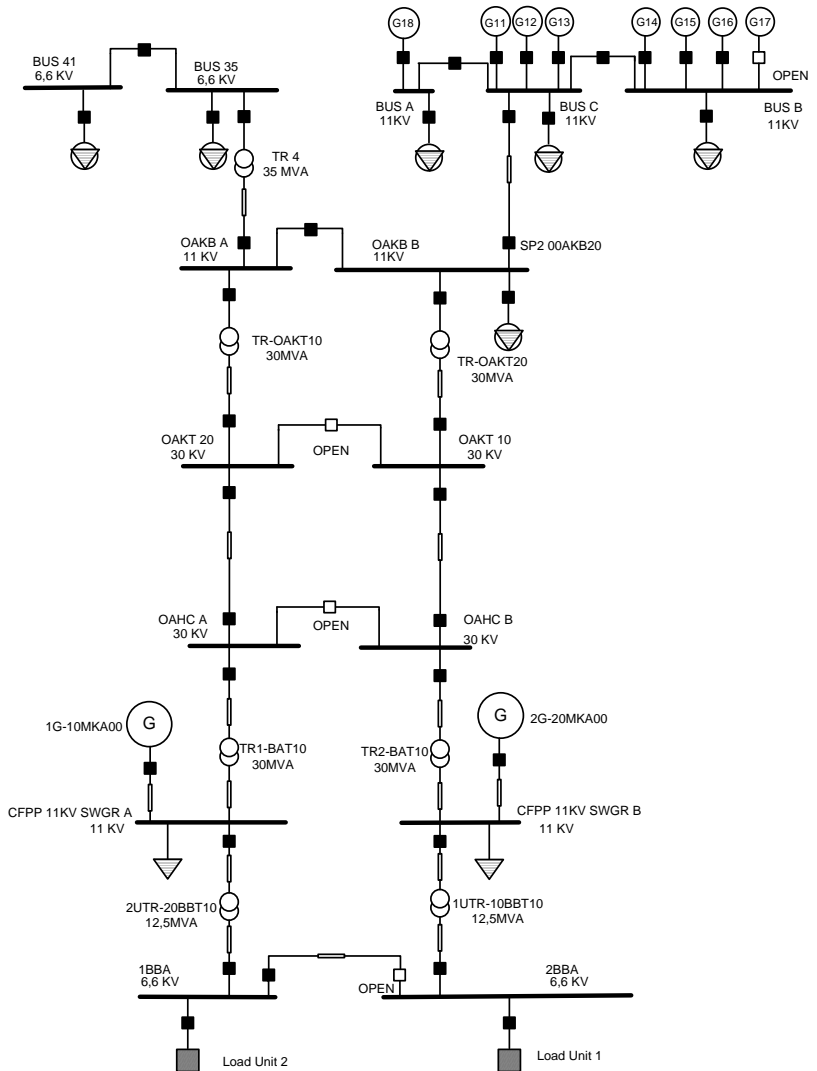 G18
G11
G12
G13
G14
G15
G16
G17
OPEN
BUS 41
6,6 KV
BUS 35
6,6 KV
BUS A
11KV
BUS C
11KV
BUS B
11KV
TR 4
35 MVA
OAKB A
11 KV
OAKB B
11KV
SP2 00AKB20
TR-OAKT10
30MVA
TR-OAKT20
30MVA
OAKT 20
30 KV
OPEN
OAKT 10
30 KV
OAHC A
30 KV
OPEN
OAHC B
30 KV
1G-10MKA00
G
G
2G-20MKA00
TR1-BAT10
30MVA
TR2-BAT10
30MVA
CFPP 11KV SWGR A
11 KV
CFPP 11KV SWGR B
11 KV
2UTR-20BBT10
12,5MVA
1UTR-10BBT10
12,5MVA
1BBA
6,6 KV
OPEN
2BBA
6,6 KV
Load Unit 2
Load Unit 1